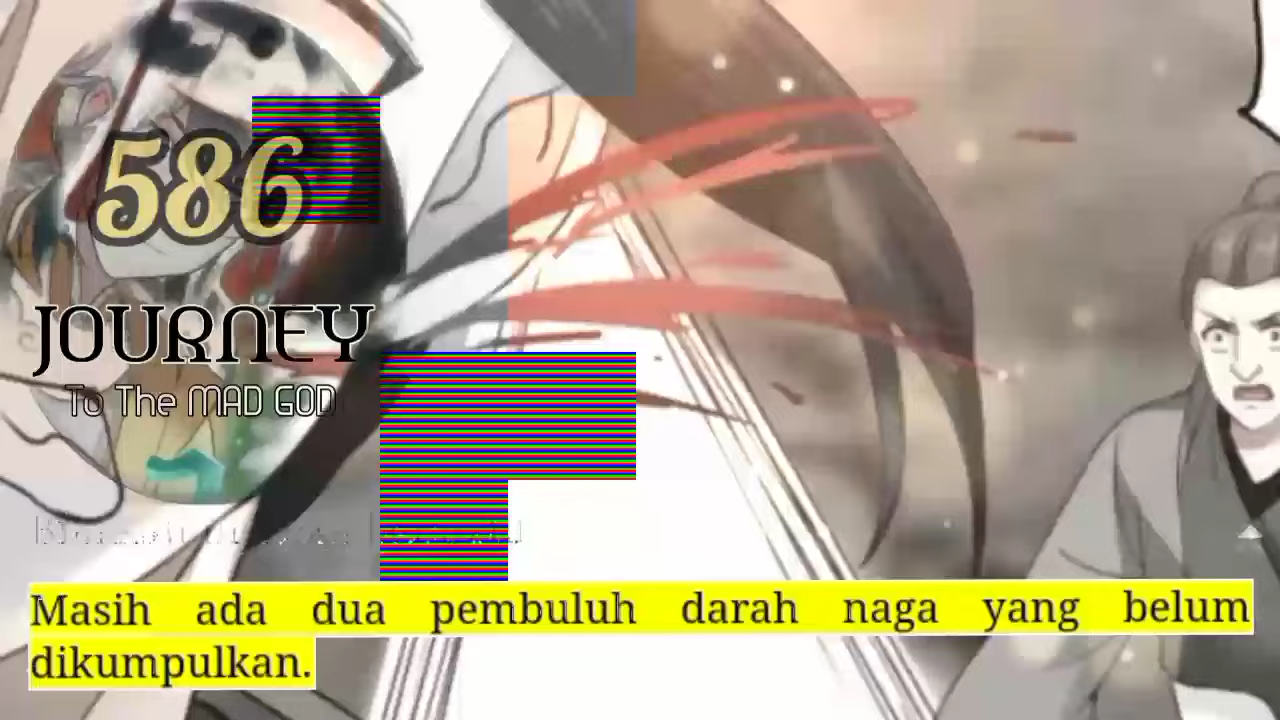 586
JOURNEY
To The MAD GOD
Masih ada dua pembuluh darah naga yang belum
dikumpulkan.